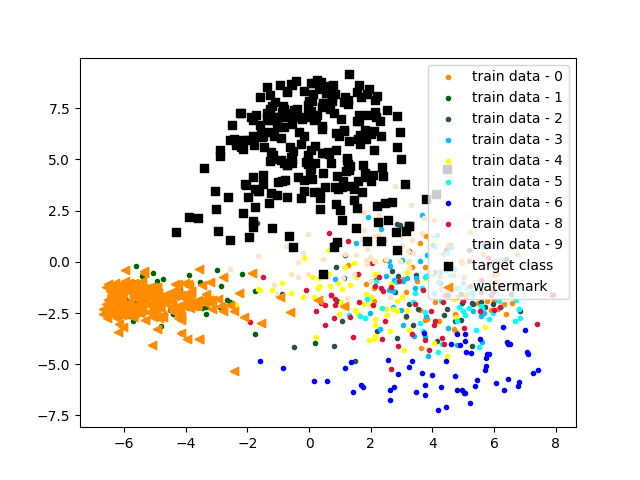 7.5
5.0
2.5
0.0
−2.5
−5.0
−7.5
−6
−4
−2
0
2
4
6
8
train data - 0
train data - 1
train data - 2
train data - 3
train data - 4
train data - 5
train data - 6
train data - 8
train data - 9
target class
watermark